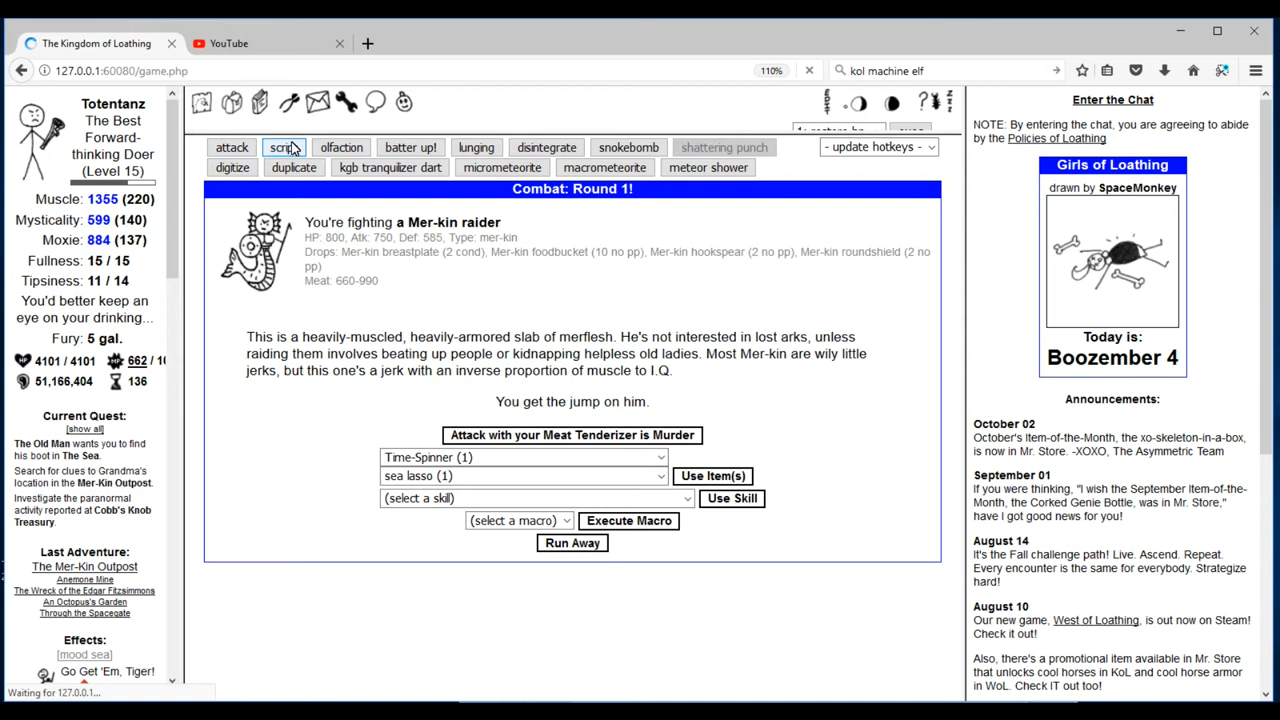 The Kingdom of Loathing
YouTube
127.0.0.1:60080/game.php
110%
kol machine elf
Totentanz
The Best
Forward-
thinking Doer
(Level 15)
Muscle: 1355 (220)
Mysticality: 599 (140)
Moxie: 884 (137)
Fullness: 15 / 15
Tipsiness: 11 / 14
You'd better keep an
eye on your drinking...
Fury: 5 gal.
4101 / 4101 662 /
51,166,404 136
Current Quest:
[show all]
The Old Man wants you to find
his boot in The Sea.
Search for clues to Grandma's
location in the Mer-Kin Outpost.
Investigate the paranormal
activity reported at Cobb's Knob
Treasury.
Last Adventure:
The Mer-Kin Outpost
Anemone Mine
The Wreck of the Edgar Fitzsimmons
An Octopus's Garden
Through the Spacegate
Effects:
[mood sea]
Go Get 'Em, Tiger!
Waiting for 127.0.0.1...
attack
olfaction
batter up!
lunging
disintegrate
snokebomb
shattering punch
- update hotkeys -
digitize
duplicate
kgb tranquilizer dart
micrometeorite
macrometeorite
meteor shower
Combat: Round 1!
You're fighting a Mer-kin raider
HP: 800, Atk: 750, Def: 585, Type: mer-kin
Drops: Mer-kin breastplate (2 cond), Mer-kin foodbucket (10 no pp), Mer-kin hookspear (2 no pp), Mer-kin roundshield (2 no
pp)
Meat: 660-990
This is a heavily-muscled, heavily-armored slab of merflesh. He's not interested in lost arks, unless
raiding them involves beating up people or kidnapping helpless old ladies. Most Mer-kin are wily little
jerks, but this one's a jerk with an inverse proportion of muscle to I.Q.
You get the jump on him.
Attack with your Meat Tenderizer is Murder
Time-Spinner (1)
sea lasso (1)
Use Item(s)
(select a skill)
Use Skill
(select a macro)
Execute Macro
Run Away
Enter the Chat
NOTE: By entering the chat, you are agreeing to abide
by the Policies of Loathing
Girls of Loathing
drawn by SpaceMonkey
Today is:
Boozember 4
Announcements:
October 02
October's Item-of-the-Month, the xo-skeleton-in-a-box,
is now in Mr. Store. -XOXO, The Asymmetric Team
September 01
If you were thinking, "I wish the September Item-of-
the-Month, the Corked Genie Bottle, was in Mr. Store,"
have I got good news for you!
August 14
It's the Fall challenge path! Live. Ascend. Repeat.
Every encounter is the same for everybody. Strategize
hard!
August 10
Our new game, West of Loathing, is out now on Steam!
Check it out!
Also, there's a promotional item available in Mr. Store
that unlocks cool horses in KoL and cool horse armor
in WoL. Check IT out too!